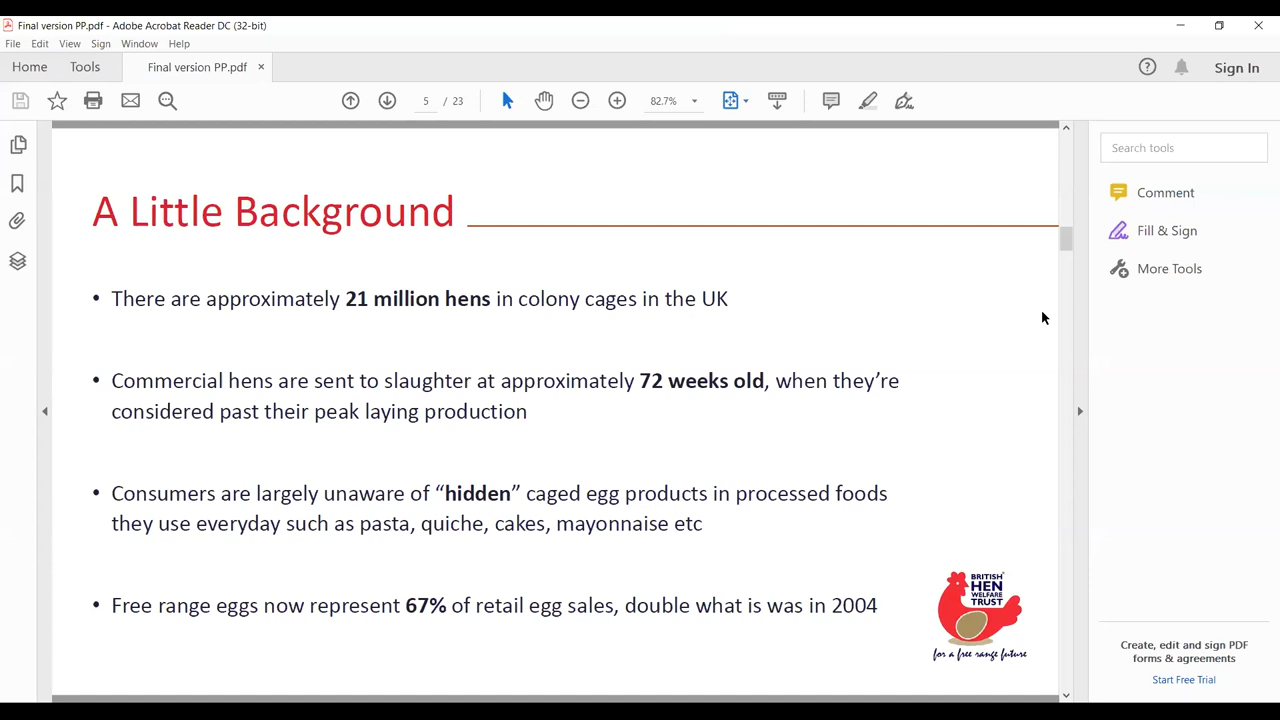 Final version PP.pdf - Adobe Acrobat Reader DC (32-bit)
File Edit View Sign Window Help
Home Tools Final version PP.pdf × Sign In
5 / 23 82.7%
Search tools
Comment
Fill & Sign
More Tools
A Little Background
• There are approximately 21 million hens in colony cages in the UK
• Commercial hens are sent to slaughter at approximately 72 weeks old, when they’re
considered past their peak laying production
• Consumers are largely unaware of “hidden” caged egg products in processed foods
they use everyday such as pasta, quiche, cakes, mayonnaise etc
• Free range eggs now represent 67% of retail egg sales, double what is was in 2004
BRITISH
HEN
WELFARE
TRUST
for a free range future
Create, edit and sign PDF
forms & agreements
Start Free Trial